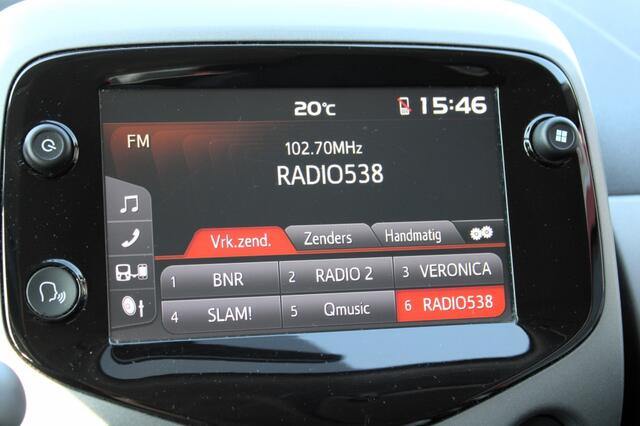 20°C 15:46
FM
102.70MHz
RADIO538
Vrk.zend. Zenders Handmatig
1 BNR 2 RADIO 2 3 VERONICA
4 SLAM! 5 Qmusic 6 RADIO538